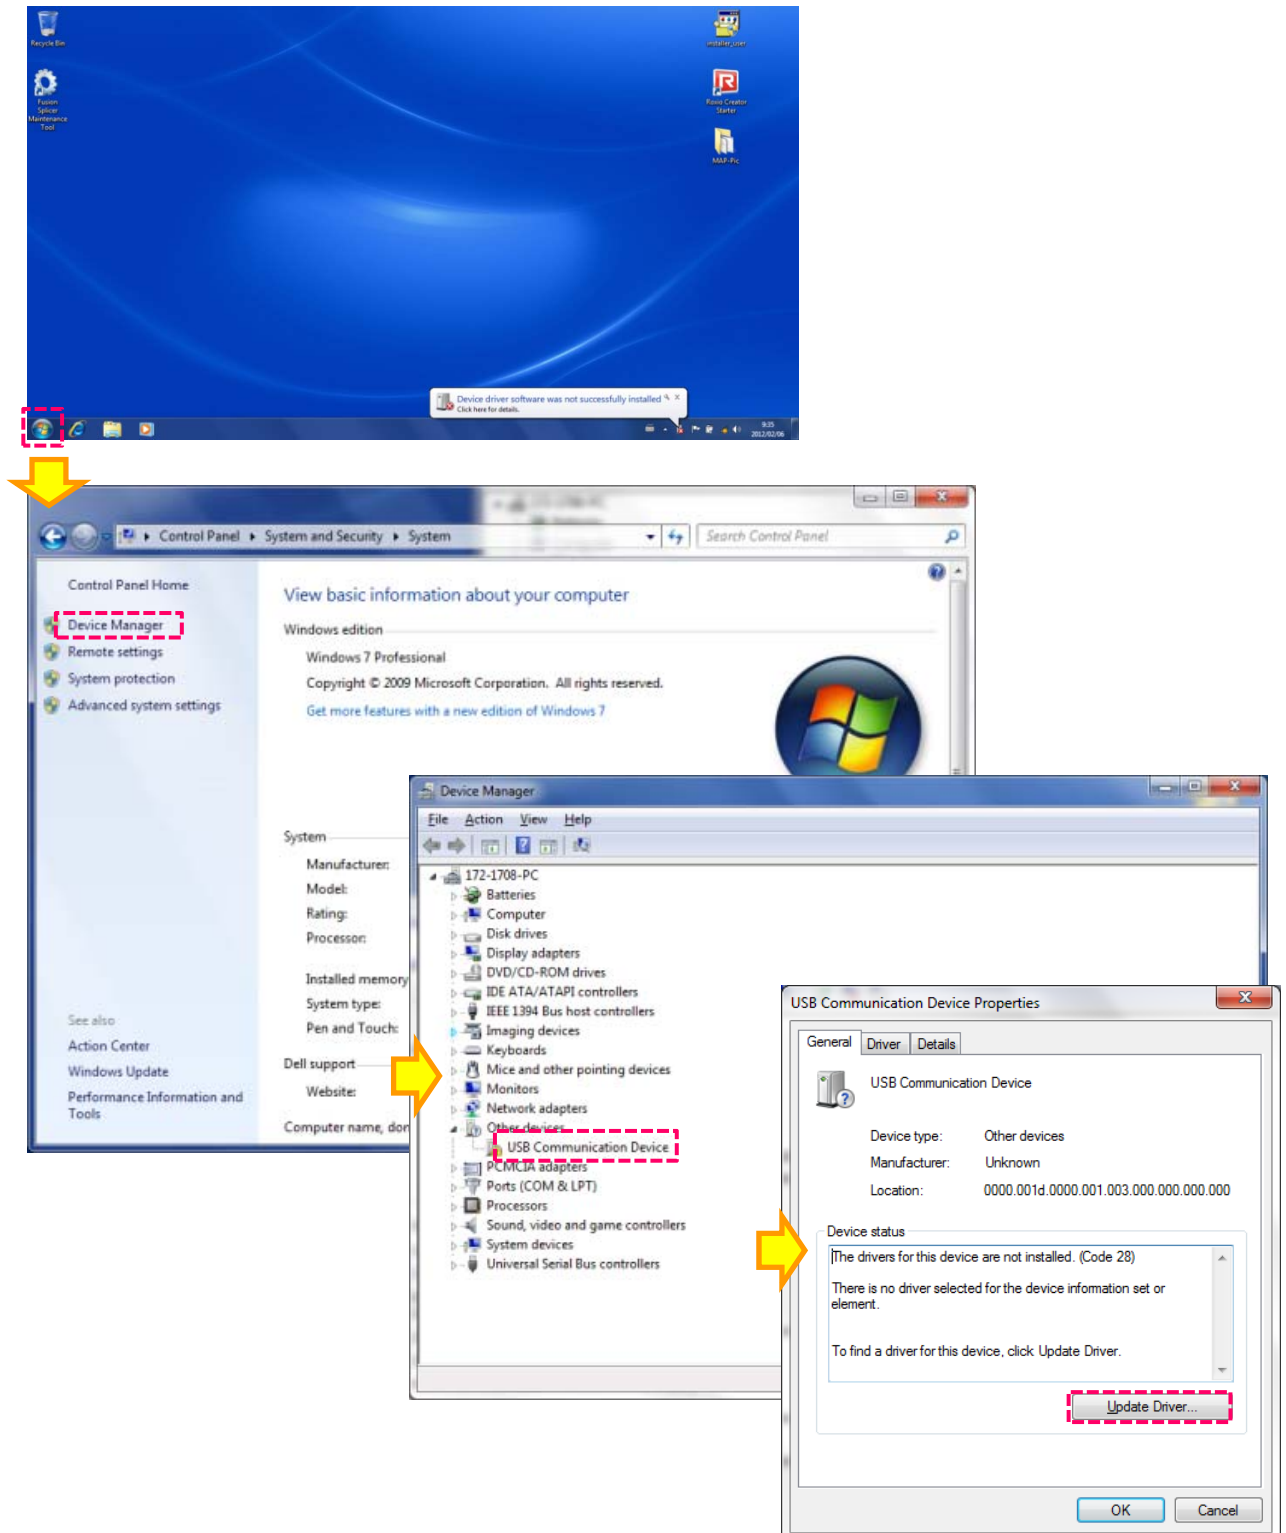 Recycle Bin
Fusion
Splicer
Maintenance
Tool
installer_user
Roxio Creator
Starter
MAP-Pic
Device driver software was not successfully installed
Click here for details.
9:35
2012/02/06
Control Panel
System and Security
System
Search Control Panel
Control Panel Home
Device Manager
Remote settings
System protection
Advanced system settings
See also
Action Center
Windows Update
Performance Information and
Tools
View basic information about your computer
Windows edition
Windows 7 Professional
Copyright © 2009 Microsoft Corporation. All rights reserved.
Get more features with a new edition of Windows 7
System
Manufacturer:
Model:
Rating:
Processor:
Installed memory
System type:
Pen and Touch:
Dell support
Website:
Computer name, dor
Device Manager
File Action View Help
172-1708-PC
Batteries
Computer
Disk drives
Display adapters
DVD/CD-ROM drives
IDE ATA/ATAPI controllers
IEEE 1394 Bus host controllers
Imaging devices
Keyboards
Mice and other pointing devices
Monitors
Network adapters
Other devices
USB Communication Device
PCMCIA adapters
Ports (COM & LPT)
Processors
Sound, video and game controllers
System devices
Universal Serial Bus controllers
USB Communication Device Properties
General Driver Details
USB Communication Device
Device type: Other devices
Manufacturer: Unknown
Location: 0000.001d.0000.001.003.000.000.000.000
Device status
The drivers for this device are not installed. (Code 28)
There is no driver selected for the device information set or
element.
To find a driver for this device, click Update Driver.
Update Driver...
OK Cancel